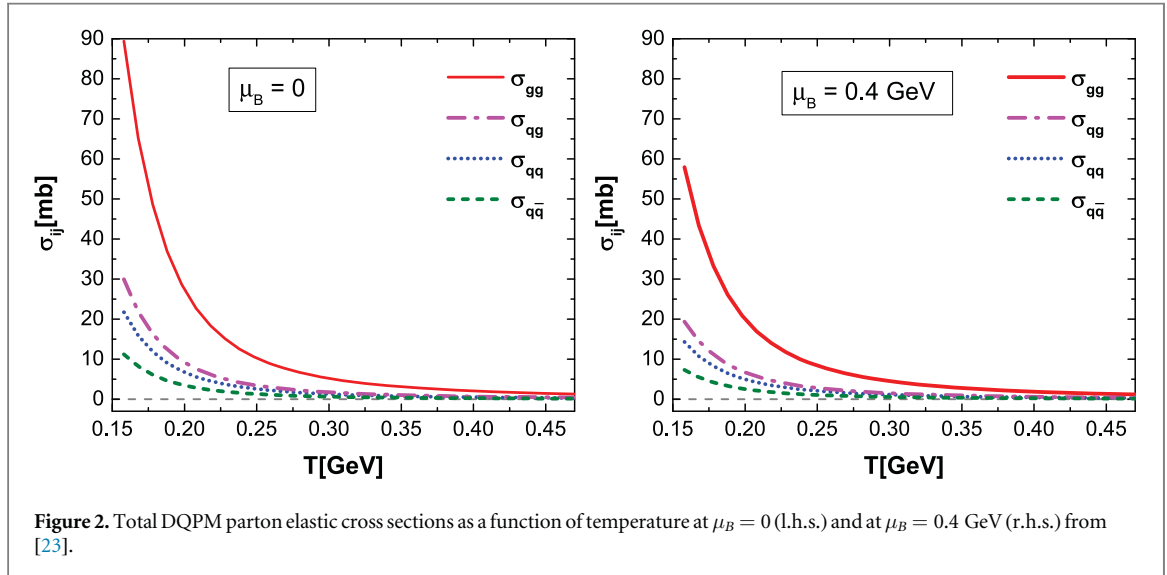 90
80
70
60
50
40
30
20
10
0
σij[mb]
μB = 0
σgg
σqg
σqq
σqq̅
0.15 0.20 0.25 0.30 0.35 0.40 0.45
T[GeV]
90
80
70
60
50
40
30
20
10
0
σij[mb]
μB = 0.4 GeV
σgg
σqg
σqq
σqq̅
0.15 0.20 0.25 0.30 0.35 0.40 0.45
T[GeV]
Figure 2. Total DQPM parton elastic cross sections as a function of temperature at μB = 0 (l.h.s.) and at μB = 0.4 GeV (r.h.s.) from
[23].